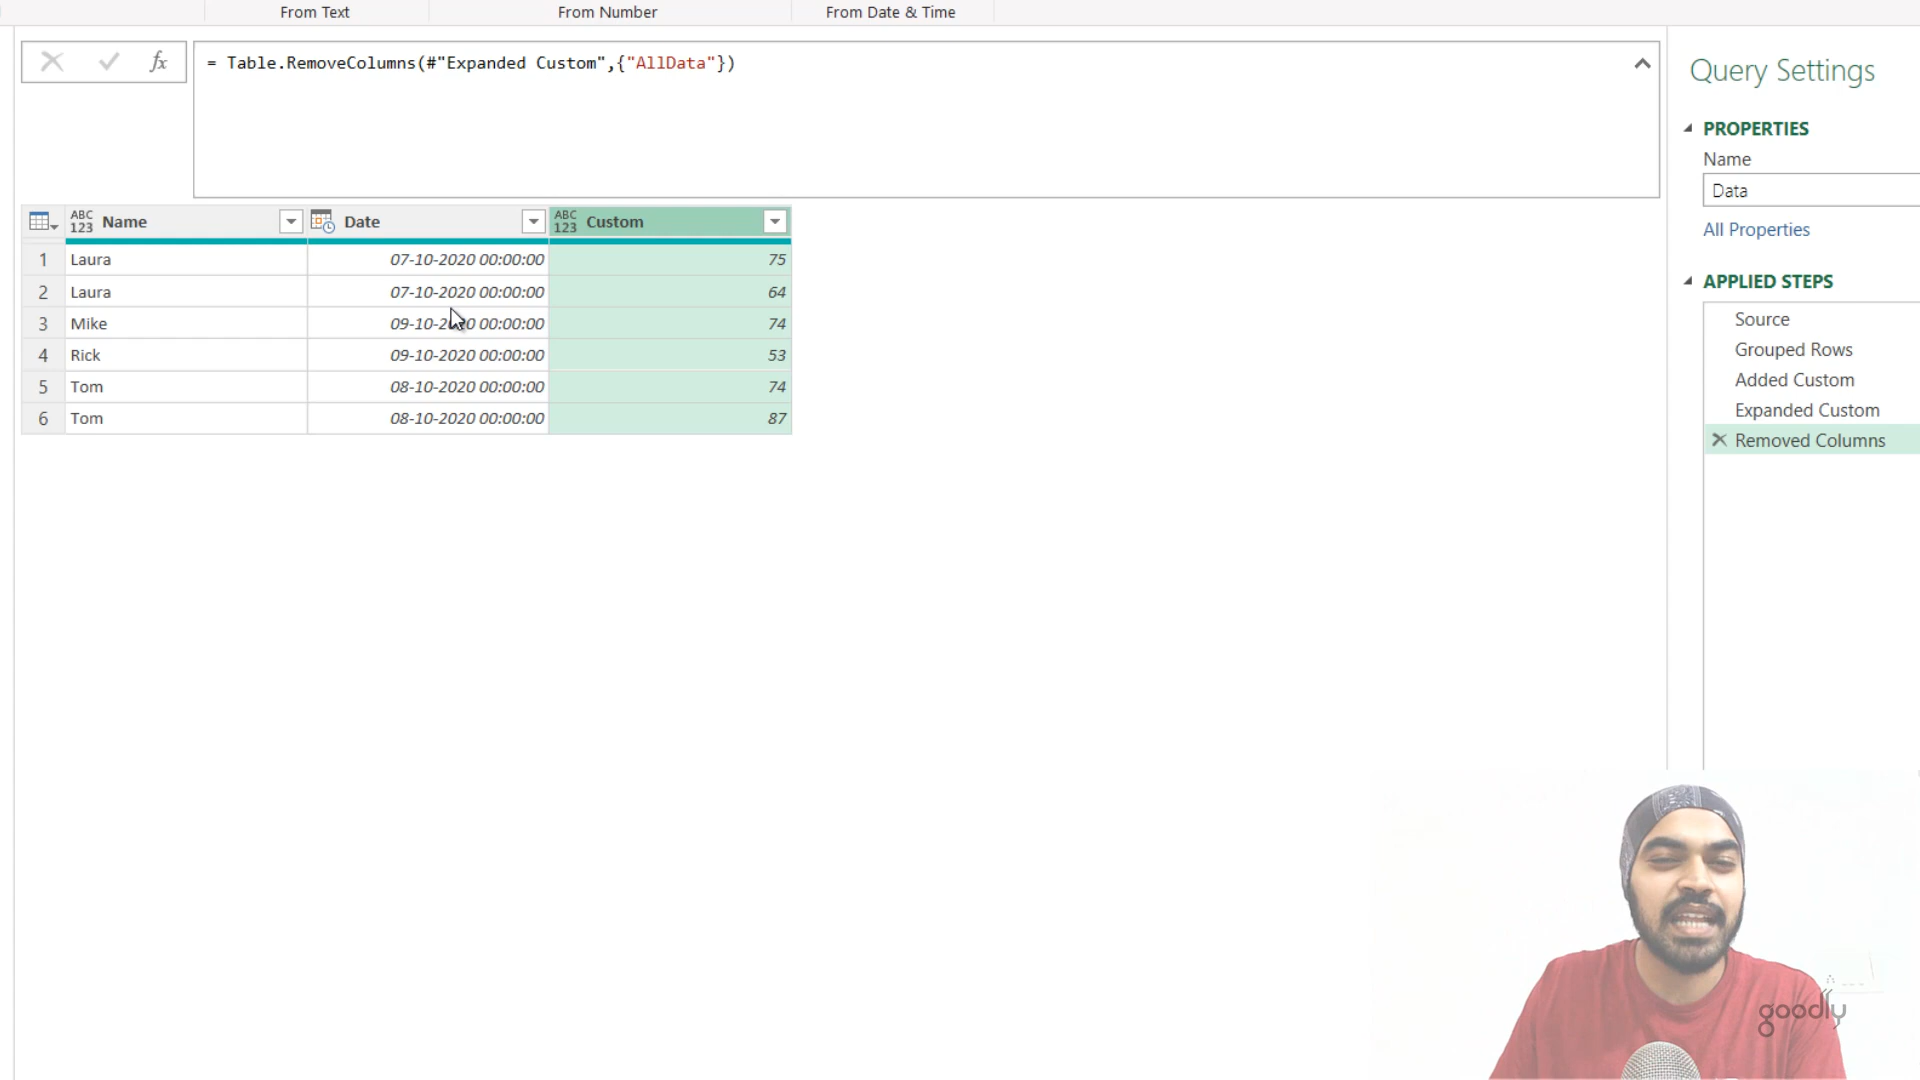 From Text From Number From Date & Time
fx = Table.RemoveColumns(#"Expanded Custom",{"AllData"})
Query Settings
PROPERTIES
Name
Data
All Properties
APPLIED STEPS
Source
Grouped Rows
Added Custom
Expanded Custom
Removed Columns
ABC 123 Name Date ABC 123 Custom
1 Laura 07-10-2020 00:00:00 75
2 Laura 07-10-2020 00:00:00 64
3 Mike 09-10-2020 00:00:00 74
4 Rick 09-10-2020 00:00:00 53
5 Tom 08-10-2020 00:00:00 74
6 Tom 08-10-2020 00:00:00 87
goodly